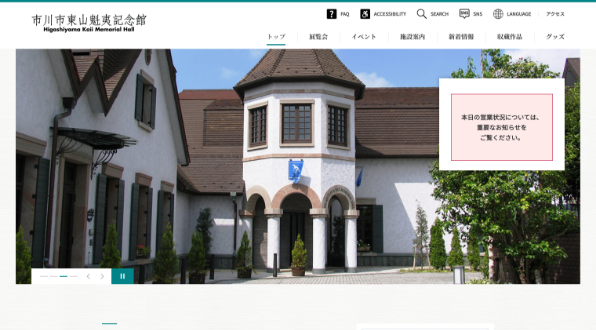 市川市東山魁夷記念館
Higashiyama Kaii Memorial Hall
? FAQ ACCESSIBILITY SEARCH SNS SNS LANGUAGE アクセス
トップ 展覧会 イベント 施設案内 新着情報 収蔵作品 グッズ
本日の営業状況については、
重要なお知らせを
ご覧ください。